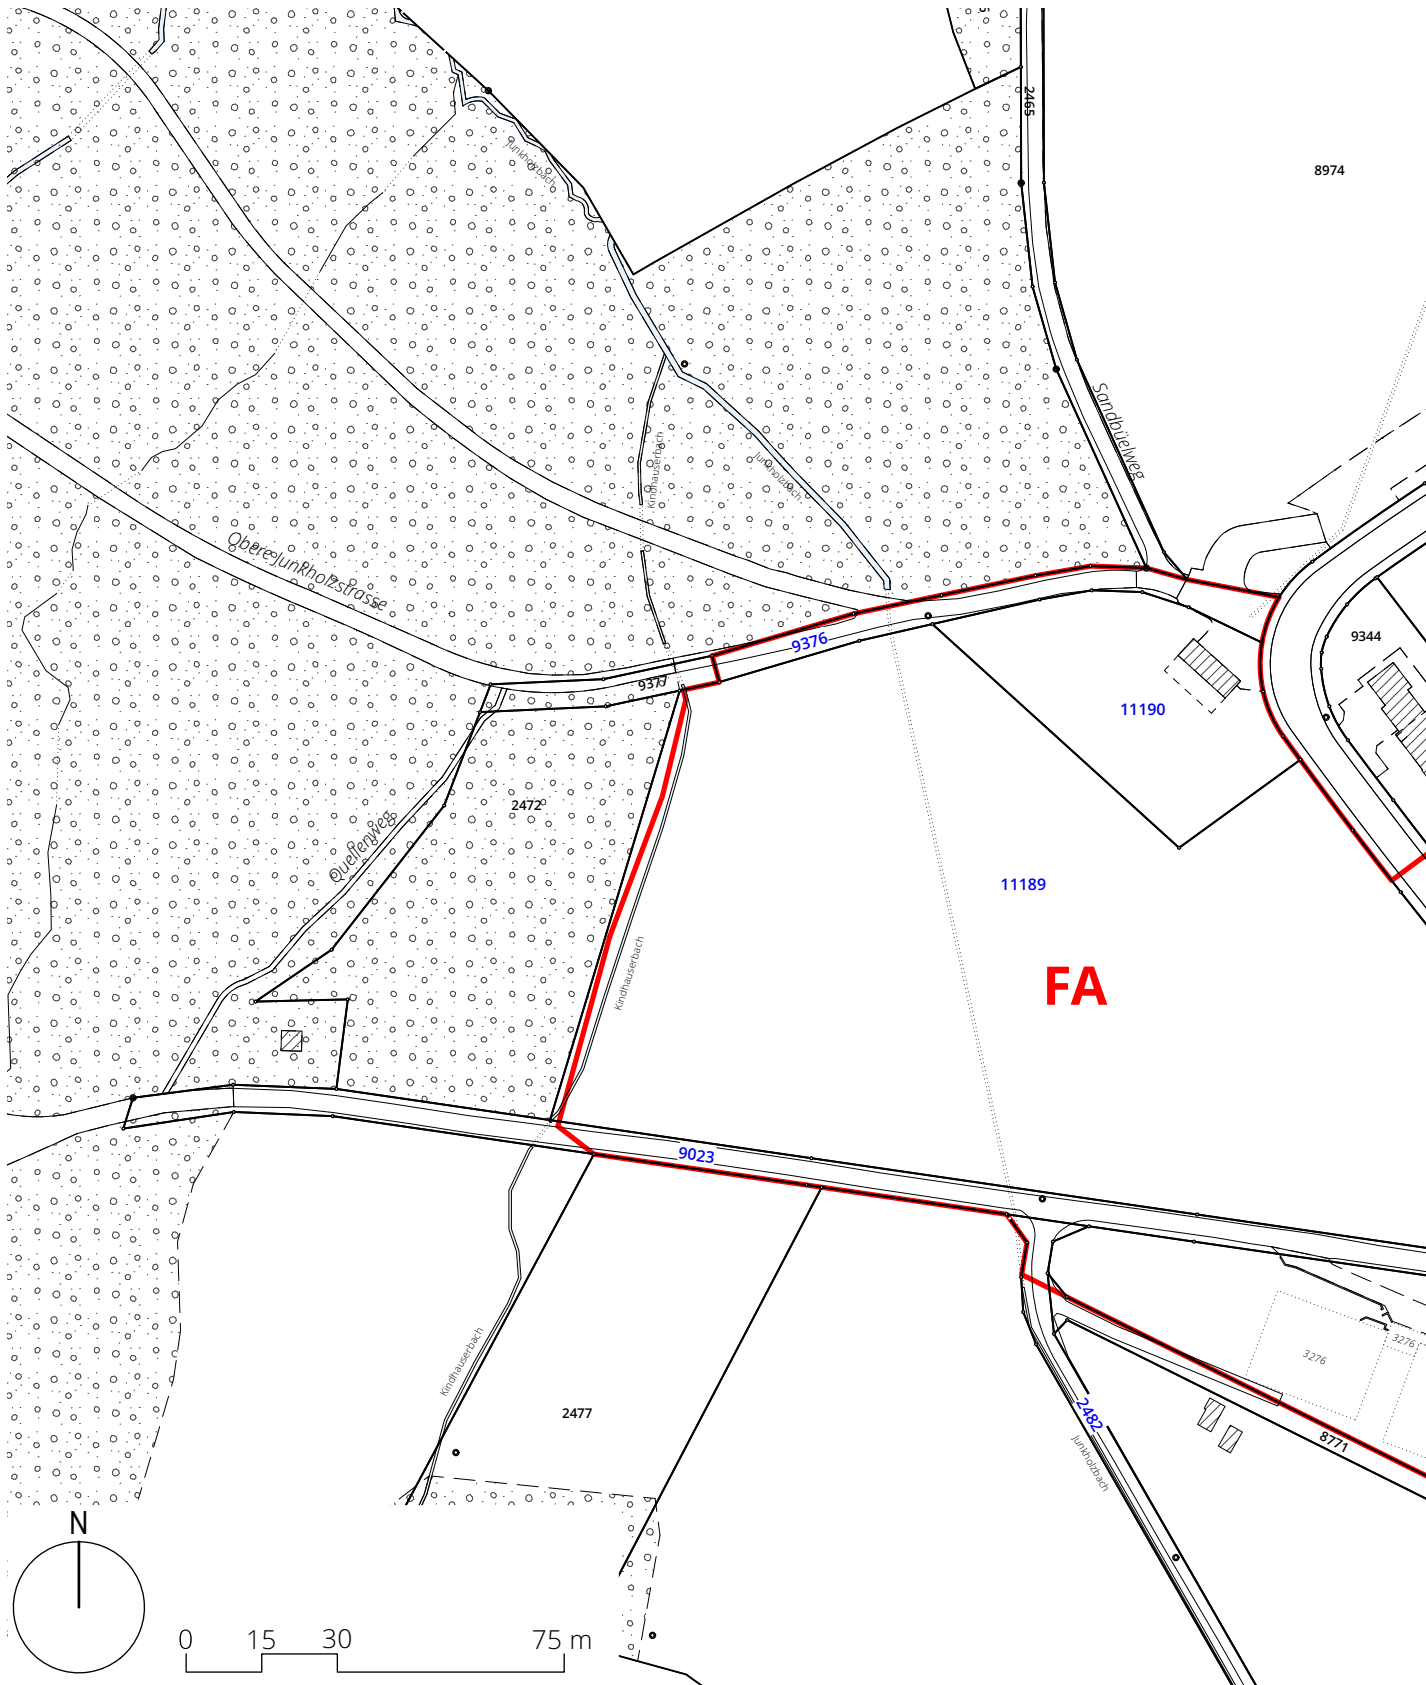 2465
8974
Junkholzbach
Sandbüelweg
Kindhauserbach
Junkholzbach
Obere Junkholzstrasse
9376
9344
9377
11190
2472
Quellenweg
11189
Kindhauserbach
FA
9023
3276
3276
Kindhauserbach
2477
2482
8771
Junkholzbach
N
0 15 30 75 m